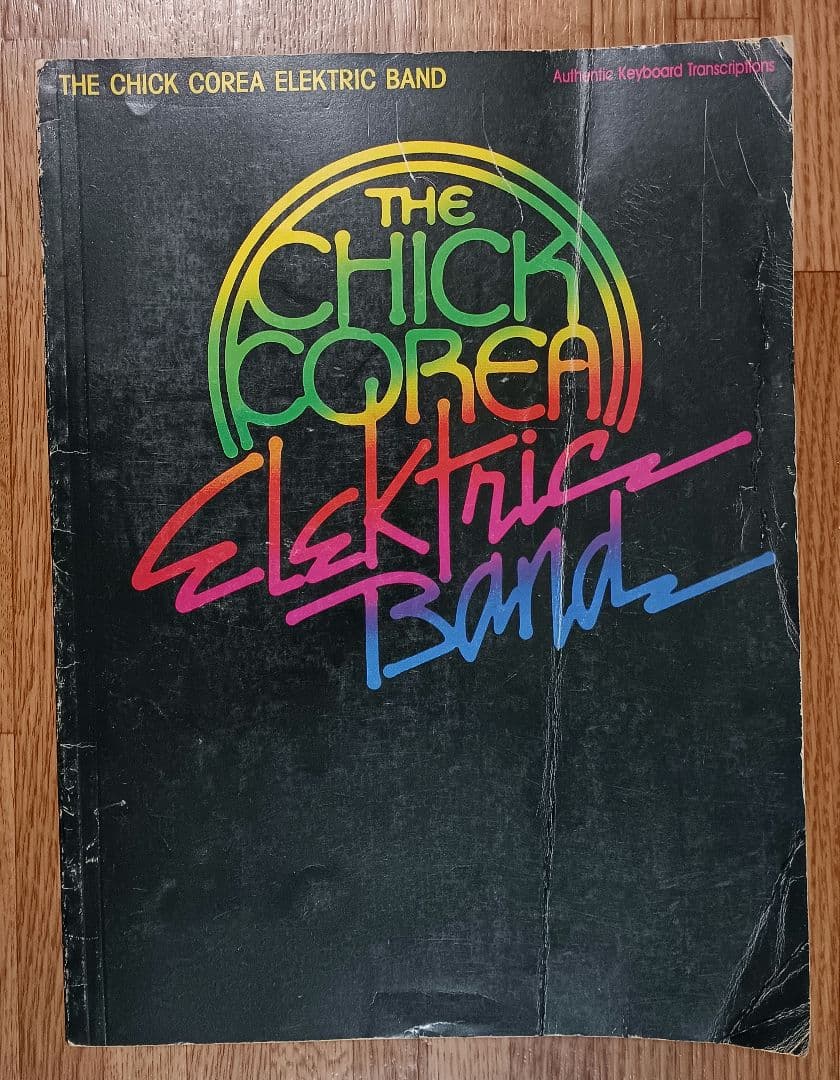 THE CHICK COREA ELEKTRIC BAND
Authentic Keyboard Transcriptions
THE
CHICK
COREA
Elektric
Band